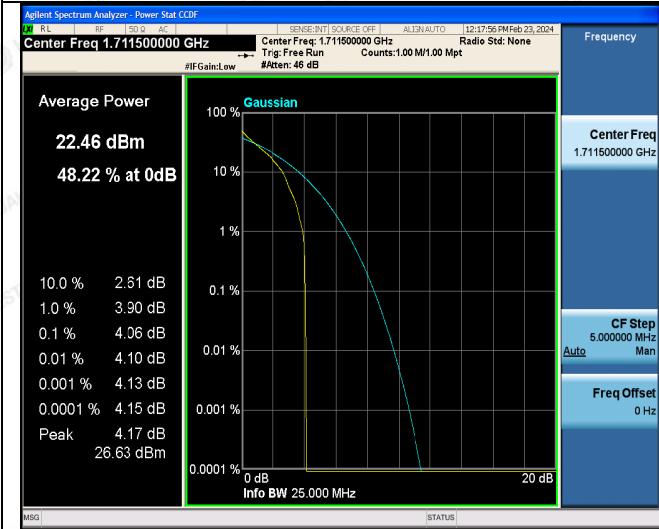 Agilent Spectrum Analyzer - Power Stat CCDF
RL RF 50 Ω AC SENSE:INT SOURCE OFF ALIGN AUTO 12:17:56 PM Feb 23, 2024
Center Freq 1.711500000 GHz
Center Freq: 1.711500000 GHz Radio Std: None
Trig: Free Run Counts:1.00 M/1.00 Mpt
#IFGain:Low #Atten: 46 dB
Frequency
Average Power
22.46 dBm
48.22 % at 0dB
10.0 % 2.61 dB
1.0 % 3.90 dB
0.1 % 4.06 dB
0.01 % 4.10 dB
0.001 % 4.13 dB
0.0001 % 4.15 dB
Peak 4.17 dB
26.63 dBm
Gaussian
100 %
10 %
1 %
0.1 %
0.01 %
0.001 %
0.0001 %
0 dB 20 dB
Info BW 25.000 MHz
Center Freq
1.711500000 GHz
CF Step
5.000000 MHz
Auto Man
Freq Offset
0 Hz
MSG STATUS